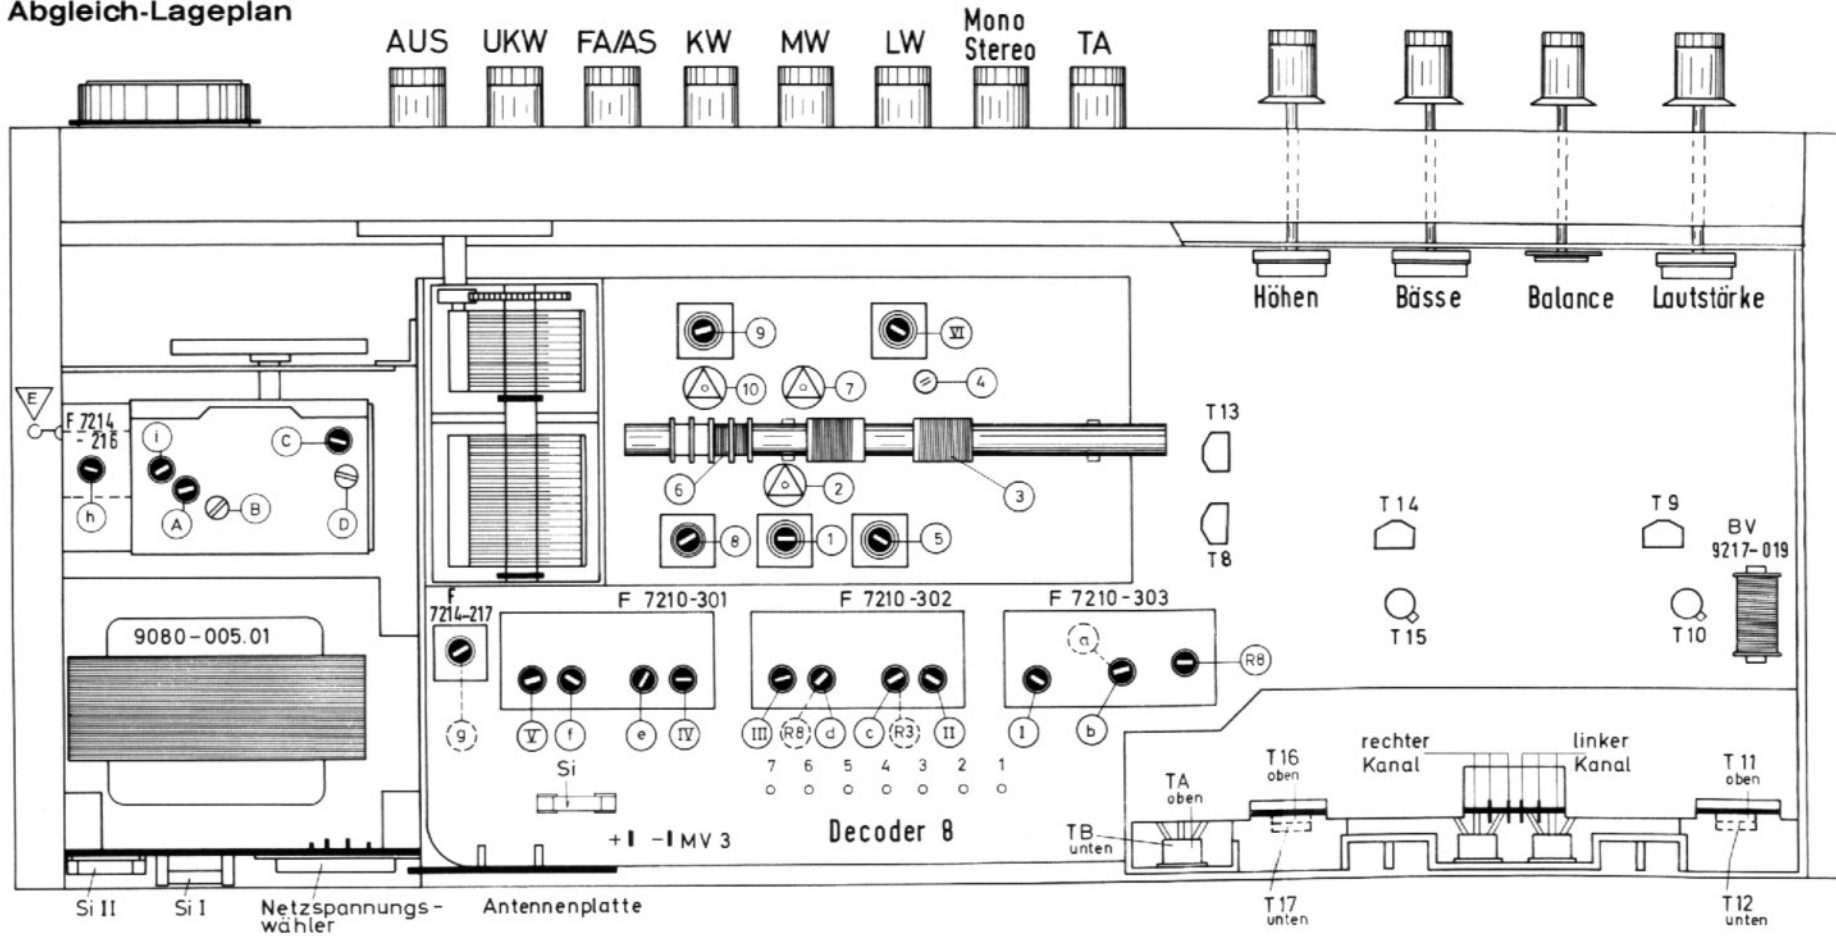 Abgleich-Lageplan
AUS
UKW
FA/AS
KW
MW
LW
Mono
Stereo
TA
Höhen
Bässe
Balance
Lautstärke
E
F 7214
- 216
i
C
h
A
B
D
9
VI
10
7
4
6
2
3
8
1
5
T13
T8
T14
T9
BV
9217-019
T15
T10
9080-005.01
F
7214-217
F 7210-301
F 7210-302
F 7210-303
a
R8
g
V
f
e
IV
III
R8
d
c
R3
II
I
b
Si
7
6
5
4
3
2
1
+ - MV 3
Decoder 8
rechter
Kanal
linker
Kanal
T16
oben
T11
oben
TA
oben
TB
unten
T17
unten
T12
unten
Si II
Si I
Netzspannungs-
wähler
Antennenplatte